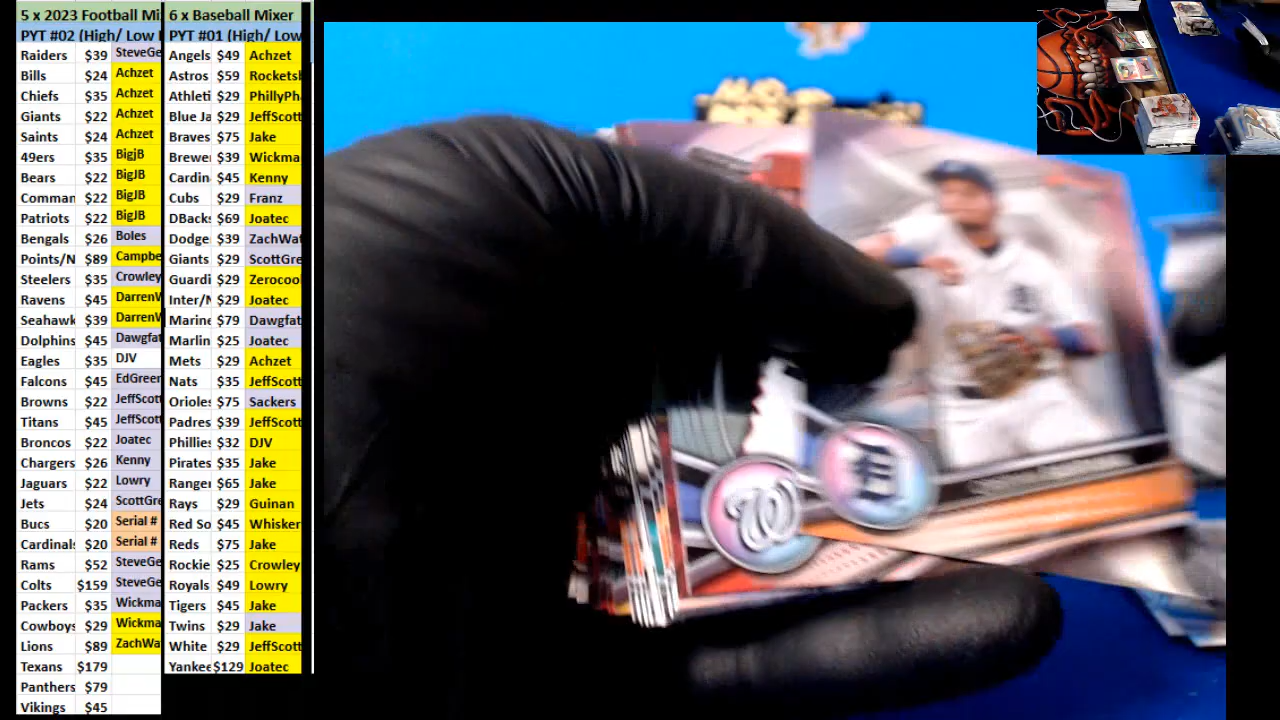 5 x 2023 Football Mi
PYT #02 (High/ Low
Raiders $39 SteveGe
Bills $24 Achzet
Chiefs $35 Achzet
Giants $22 Achzet
Saints $24 Achzet
49ers $35 BigjB
Bears $22 BigJB
Comman $22 BigJB
Patriots $22 BigJB
Bengals $26 Boles
Points/N $89 Campbe
Steelers $35 Crowley
Ravens $45 DarrenW
Seahawk $39 DarrenW
Dolphins $45 Dawgfat
Eagles $35 DJV
Falcons $45 EdGreer
Browns $22 JeffScott
Titans $45 JeffScott
Broncos $22 Joatec
Chargers $26 Kenny
Jaguars $22 Lowry
Jets $24 ScottGre
Bucs $20 Serial #
Cardinals $20 Serial #
Rams $52 SteveGe
Colts $159 SteveGe
Packers $35 Wickma
Cowboys $29 Wickma
Lions $89 ZachWa
Texans $179
Panthers $79
Vikings $45
6 x Baseball Mixer
PYT #01 (High/ Low
Angels $49 Achzet
Astros $59 Rocketsh
Athleti $29 PhillyPh
Blue Ja $29 JeffScott
Braves $75 Jake
Brewe $39 Wickma
Cardin $45 Kenny
Cubs $29 Franz
DBacks $69 Joatec
Dodge $39 ZachWat
Giants $29 ScottGre
Guardi $29 Zerocoo
Inter/N $29 Joatec
Marine $79 Dawgfat
Marlin $25 Joatec
Mets $29 Achzet
Nats $35 JeffScott
Orioles $75 Sackers
Padres $39 JeffScott
Phillies $32 DJV
Pirates $35 Jake
Ranger $65 Jake
Rays $29 Guinan
Red So $45 Whisker
Reds $75 Jake
Rockie $25 Crowley
Royals $49 Lowry
Tigers $45 Jake
Twins $29 Jake
White $29 JeffScott
Yankee $129 Joatec
W
D